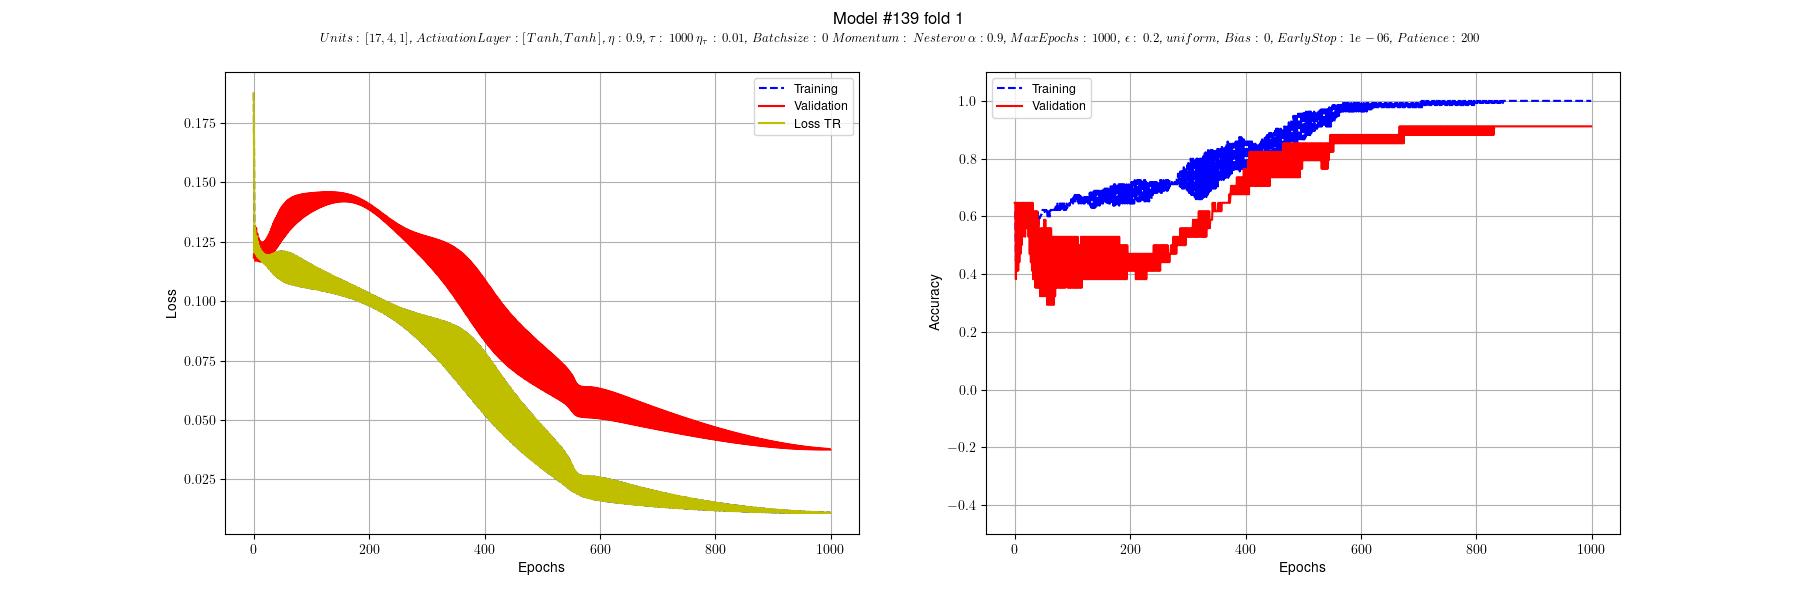 Model #139 fold 1
Units : [17, 4, 1], ActivationLayer : [Tanh, Tanh], η : 0.9, τ : 1000 ητ : 0.01, Batchsize : 0 Momentum : Nesterov α : 0.9, MaxEpochs : 1000, ϵ : 0.2, uniform, Bias : 0, EarlyStop : 1e − 06, Patience : 200
Training
Validation
Loss TR
0.175
0.150
0.125
0.100
0.075
0.050
0.025
Loss
0 200 400 600 800 1000
Epochs
Training
Validation
1.0
0.8
0.6
0.4
0.2
0.0
−0.2
−0.4
Accuracy
0 200 400 600 800 1000
Epochs